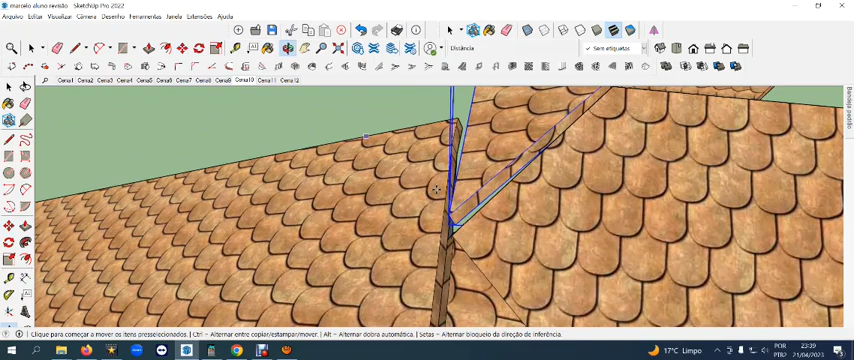 marcelo aluno revisão - SketchUp Pro 2022
Arquivo Editar Visualizar Câmera Desenho Ferramentas Janela Extensões Ajuda
Distância
Sem etiquetas
Cena1 Cena2 Cena3 Cena4 Cena5 Cena6 Cena7 Cena8 Cena9 Cena10 Cena11 Cena12
Bandeja padrão
Clique para começar a mover os itens presselecionados. | Ctrl = Alternar entre copiar/estampar/mover. | Alt = Alternar dobra automática. | Setas = Alternar bloqueio da direção de inferência.
17°C Limpo
POR
PTB2
23:39
21/04/2023